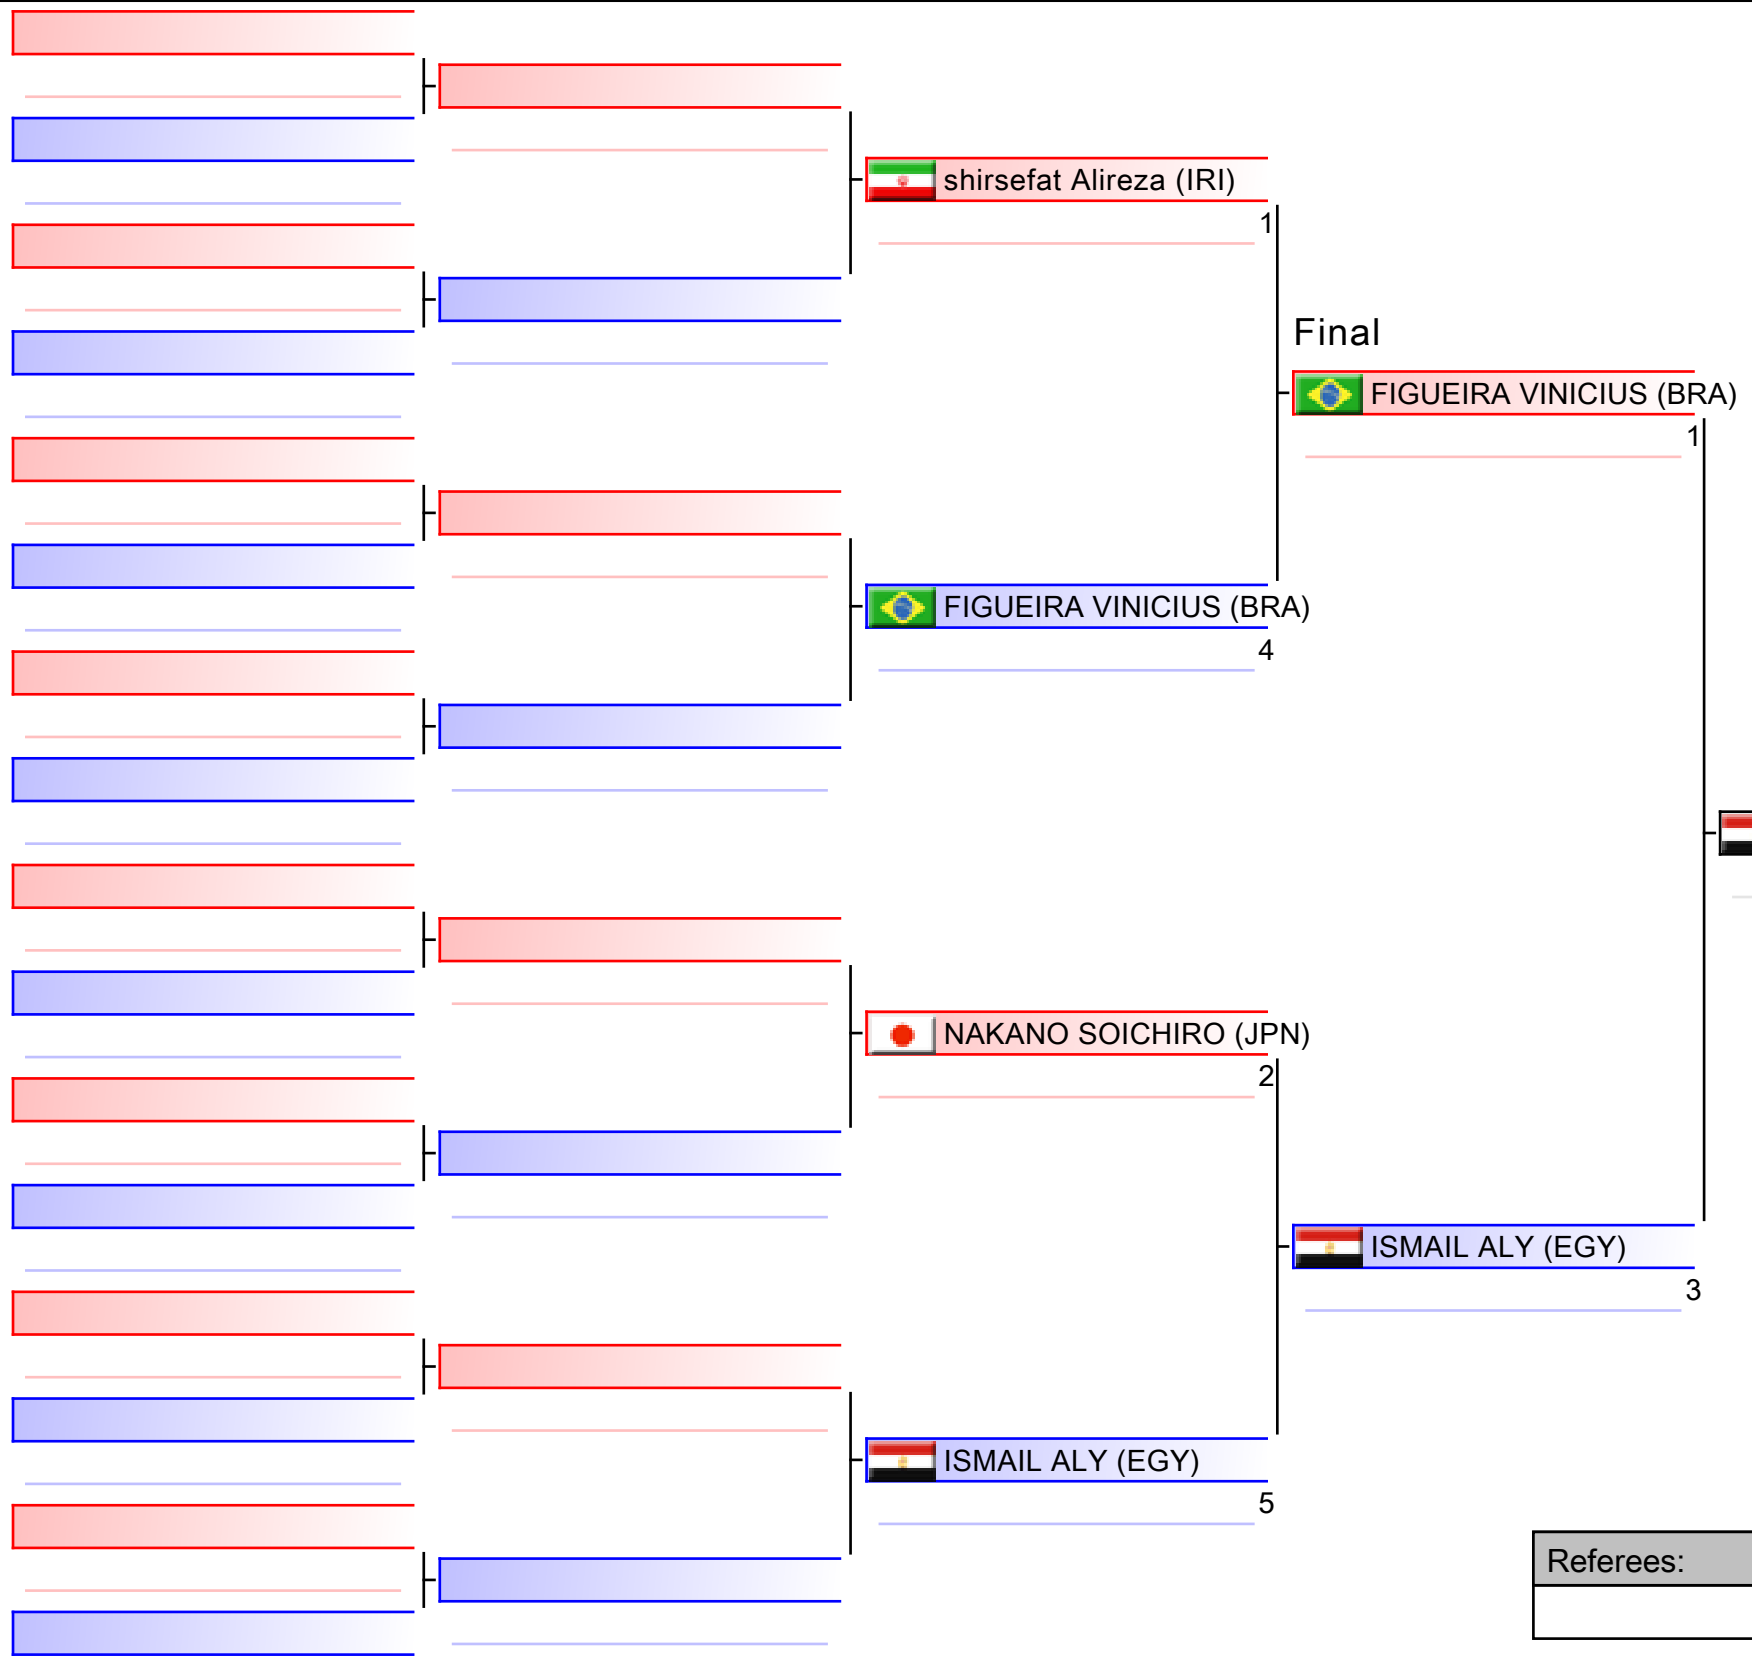 shirsefat Alireza (IRI)
1
Final
FIGUEIRA VINICIUS (BRA)
1
FIGUEIRA VINICIUS (BRA)
4
NAKANO SOICHIRO (JPN)
2
ISMAIL ALY (EGY)
3
ISMAIL ALY (EGY)
5
Referees: